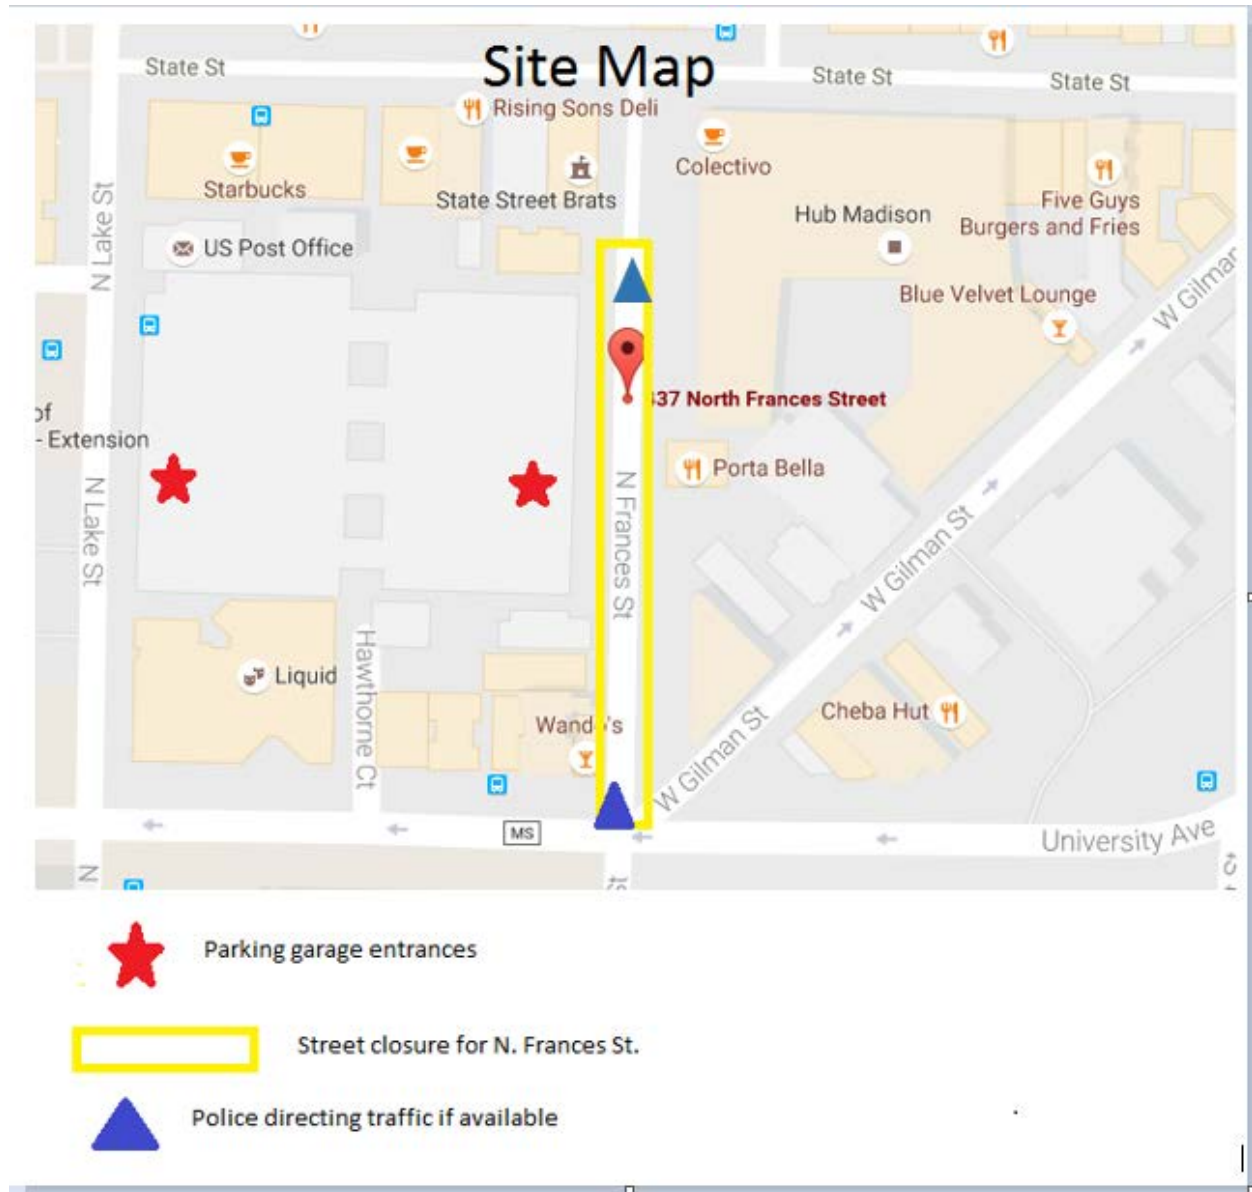 Site Map
State St
State St
State St
Rising Sons Deli
Colectivo
Starbucks
State Street Brats
Five Guys
Burgers and Fries
Hub Madison
N Lake St
US Post Office
W Gilman
Blue Velvet Lounge
37 North Frances Street
of
- Extension
Porta Bella
N Lake St
N Frances St
W Gilman St
Hawthorne Ct
Liquid
Wando's
W Gilman St
Cheba Hut
MS
University Ave
N
Parking garage entrances
Street closure for N. Frances St.
Police directing traffic if available